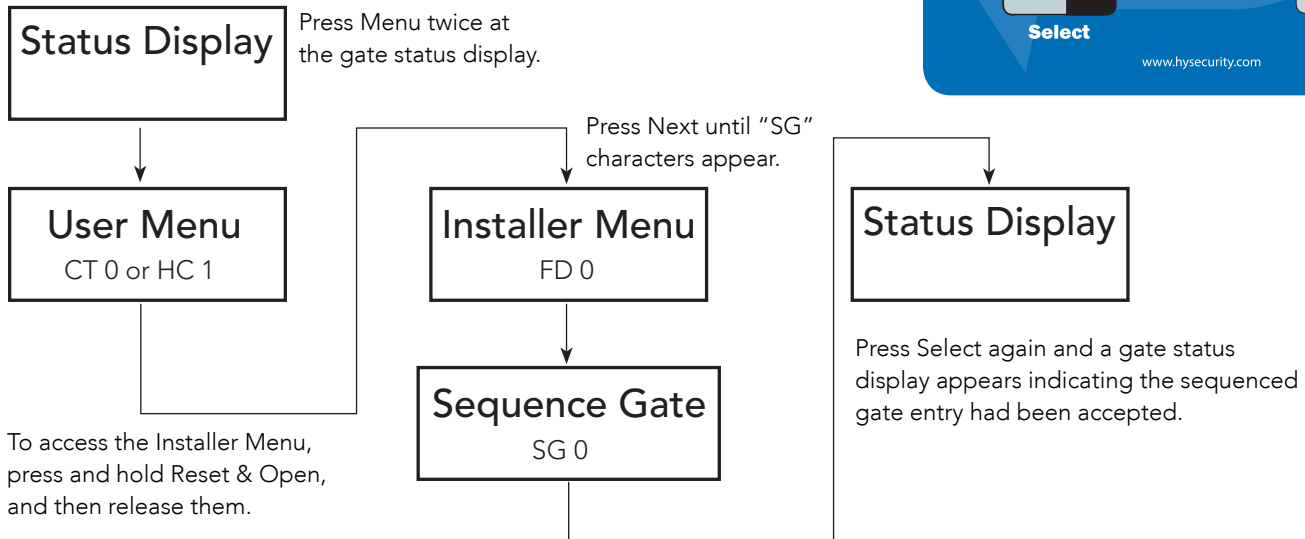 Status Display
Press Menu twice at
the gate status display.
Select
www.hysecurity.com
User Menu
CT 0 or HC 1
To access the Installer Menu,
press and hold Reset & Open,
and then release them.
Press Next until “SG”
characters appear.
Installer Menu
FD 0
Sequence Gate
SG 0
Status Display
Press Select again and a gate status
display appears indicating the sequenced
gate entry had been accepted.